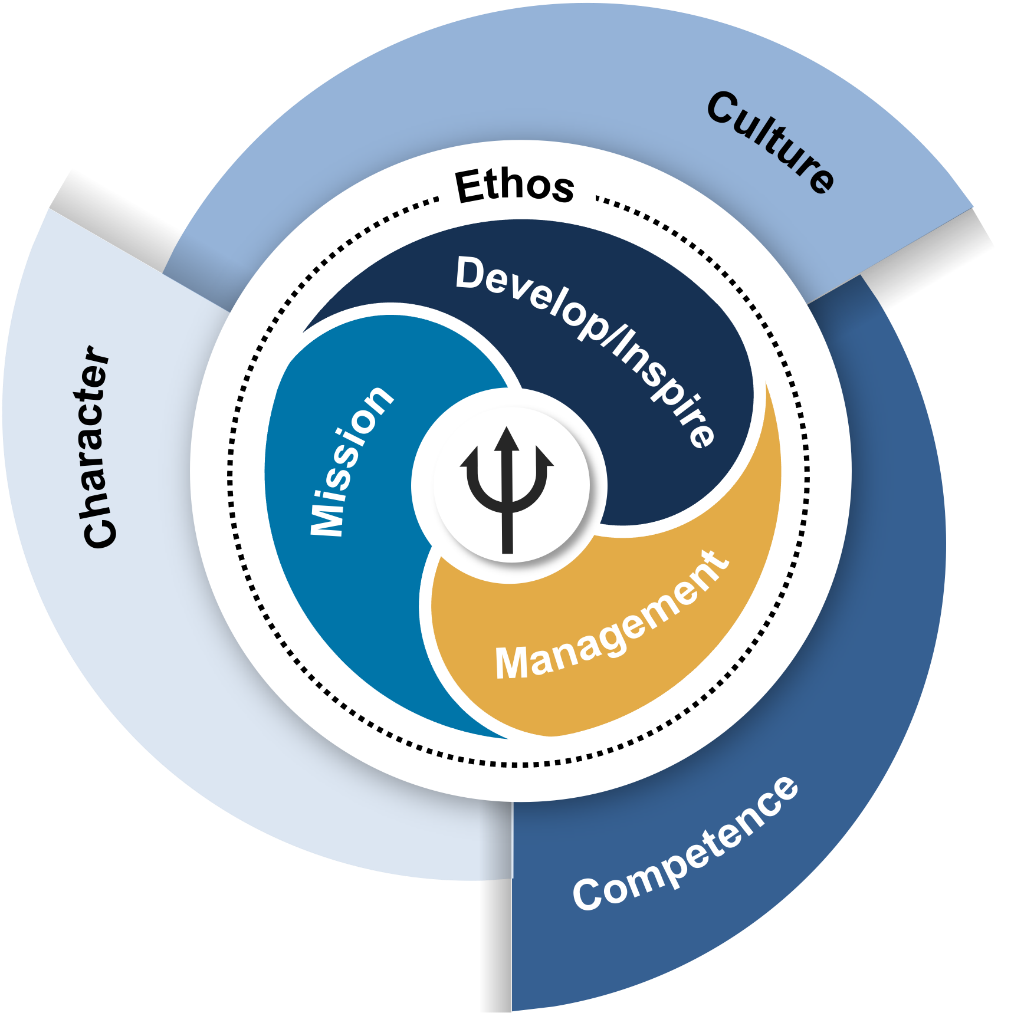 Culture
Ethos
Develop/Inspire
Character
Mission
Management
Competence